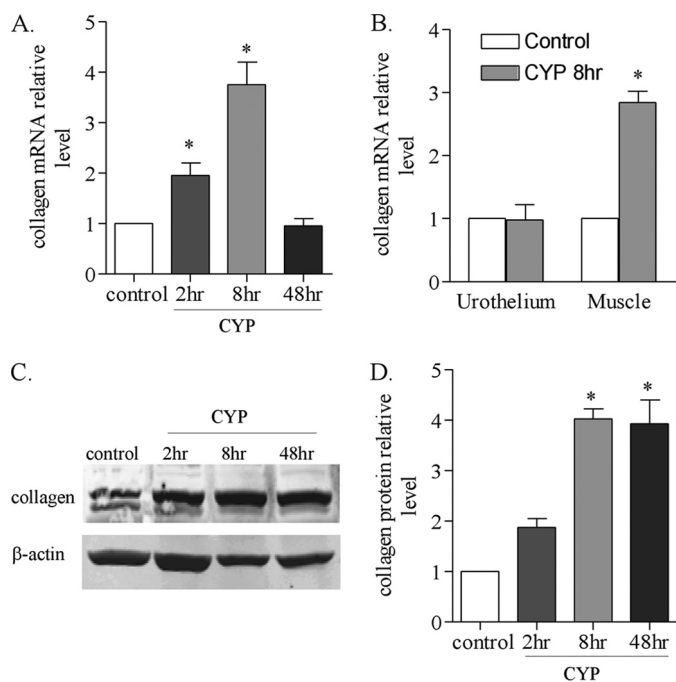 A.
collagen mRNA relative
level
5
4
3
2
1
0
*
*
control
2hr
8hr
48hr
CYP
B.
collagen mRNA relative
level
4
3
2
1
0
Control
CYP 8hr
*
Urothelium
Muscle
C.
CYP
control
2hr
8hr
48hr
collagen
β-actin
D.
collagen protein relative
level
5
4
3
2
1
0
*
*
control
2hr
8hr
48hr
CYP